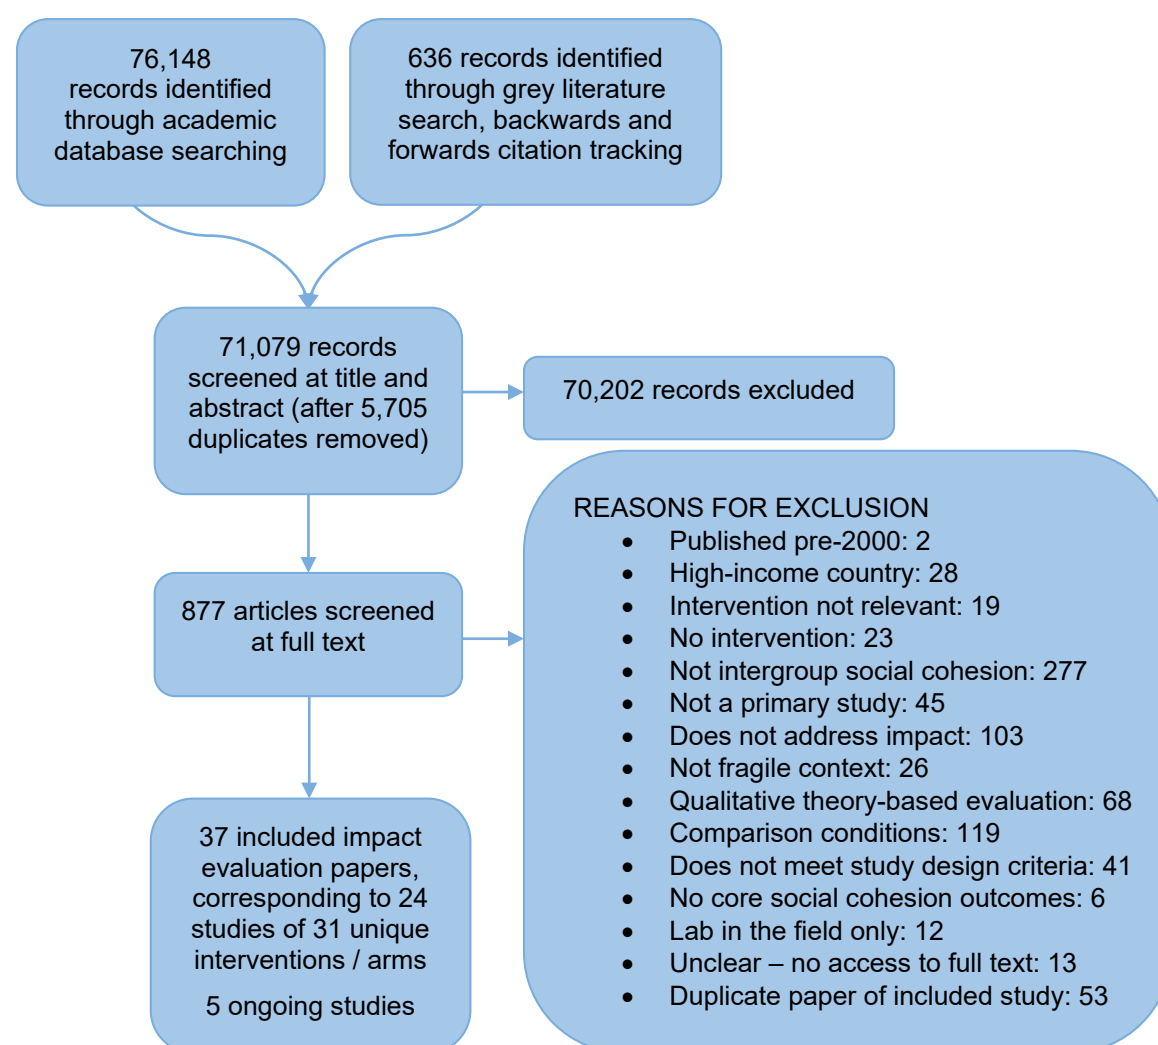 76,148
records identified
through academic
database searching
636 records identified
through grey literature
search, backwards and
forwards citation tracking
71,079 records
screened at title and
abstract (after 5,705
duplicates removed)
70,202 records excluded
877 articles screened
at full text
REASONS FOR EXCLUSION
• Published pre-2000: 2
• High-income country: 28
• Intervention not relevant: 19
• No intervention: 23
• Not intergroup social cohesion: 277
• Not a primary study: 45
• Does not address impact: 103
• Not fragile context: 26
• Qualitative theory-based evaluation: 68
• Comparison conditions: 119
• Does not meet study design criteria: 41
• No core social cohesion outcomes: 6
• Lab in the field only: 12
• Unclear – no access to full text: 13
• Duplicate paper of included study: 53
37 included impact
evaluation papers,
corresponding to 24
studies of 31 unique
interventions / arms
5 ongoing studies